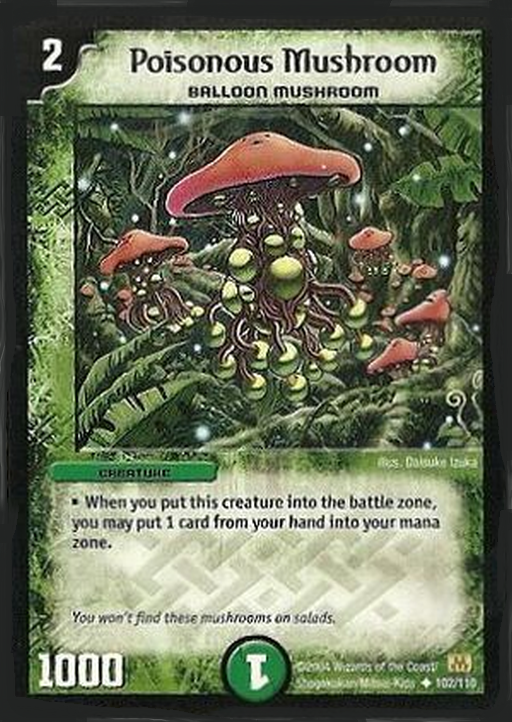 2
Poisonous Mushroom
BALLOON MUSHROOM
illus. Daisuke Izuka
CREATURE
▪ When you put this creature into the battle zone,
you may put 1 card from your hand into your mana
zone.
You won't find these mushrooms on salads.
1000
1
©2004 Wizards of the Coast/
Shogakukan/Mitsui-Kids ◆ 102/110